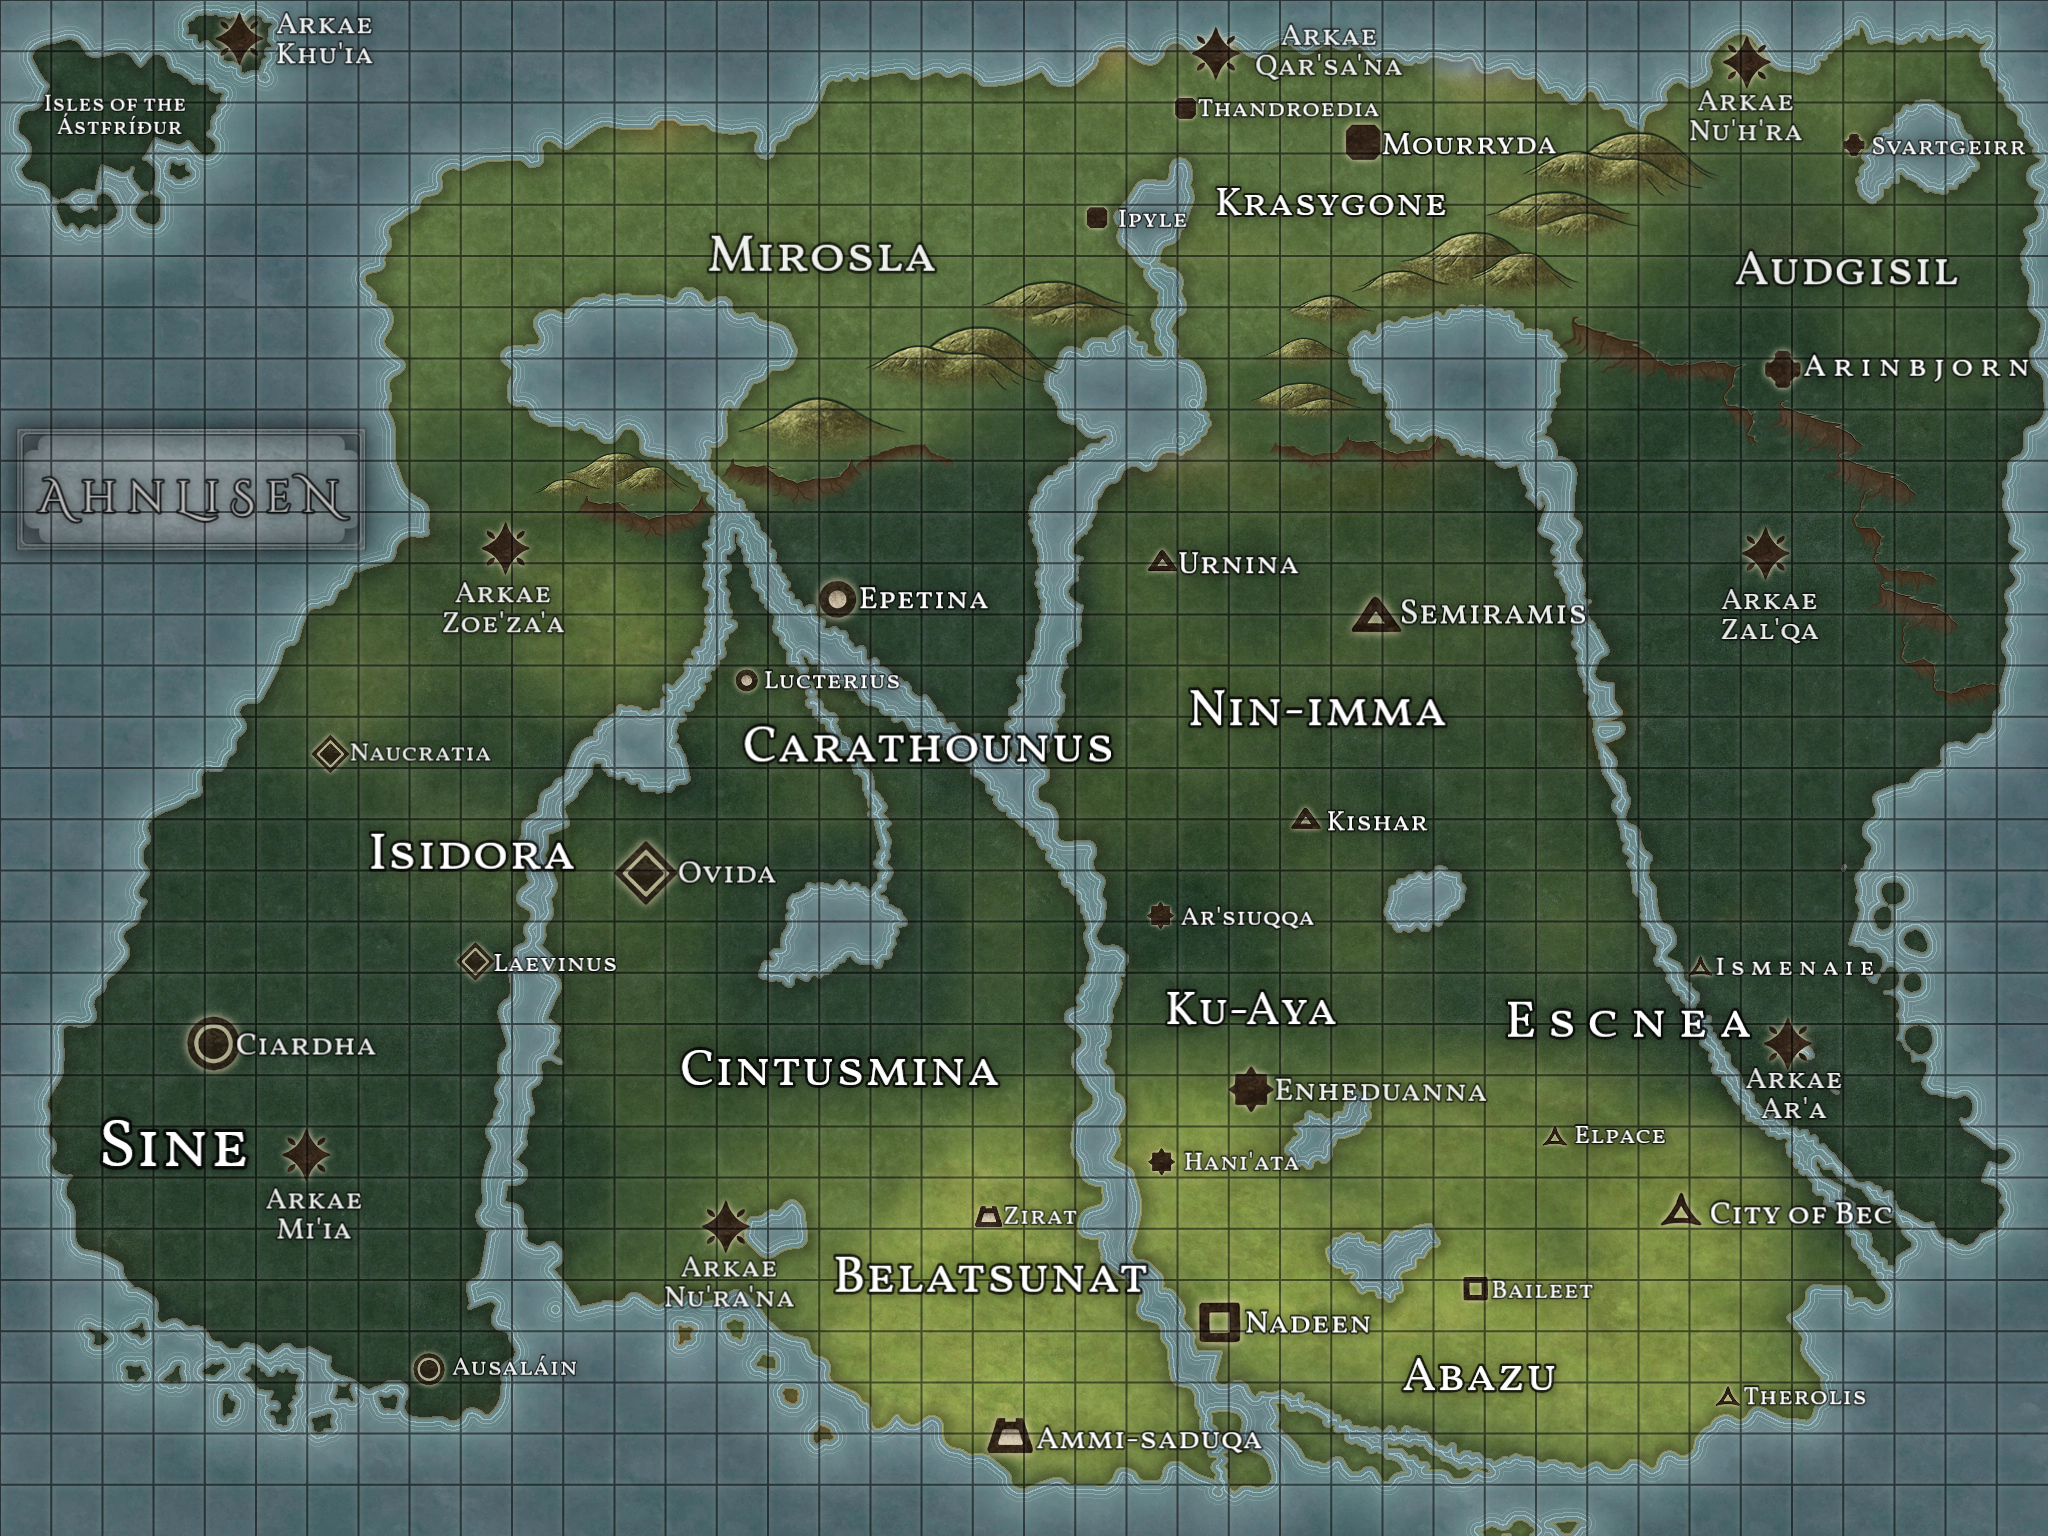 Arkae
Khu'ia
Isles of the
Ástfríður
Arkae
Qar'sa'na
Thandroedia
Mourryda
Arkae
Nu'h'ra
Svartgeirr
Ipyle
Krasygone
Mirosla
Audgisil
Arinbjorn
Ahnlisen
Arkae
Zoe'za'a
Epetina
Urnina
Semiramis
Arkae
Zal'qa
Lucterius
Nin-imma
Carathounus
Naucratia
Kishar
Isidora
Ovida
Ar'siuqqa
Laevinus
Ismenaie
Ku-Aya
Escnea
Ciardha
Cintusmina
Enheduanna
Arkae
Ar'a
Sine
Elpace
Hani'ata
Arkae
Mi'ia
Zirat
City of Bec
Arkae
Nu'ra'na
Belatsunat
Baileet
Nadeen
Ausaláin
Abazu
Therolis
Ammi-saduqa